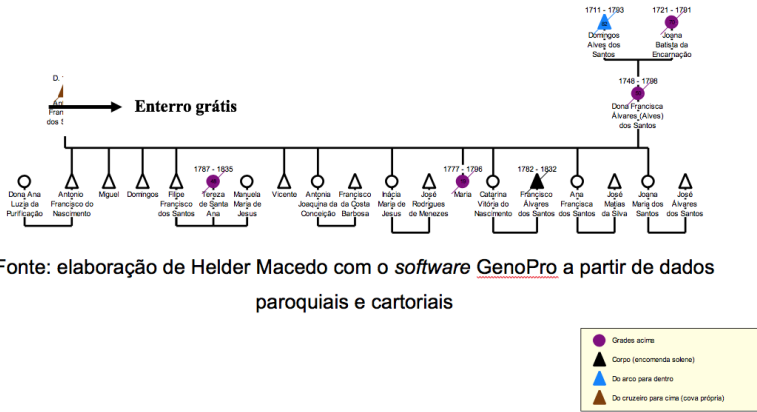 1711 - 1793
1721 - 1791
Domingos
Alves dos
Santos
Joana
Batista da
Encarnação
D.
Fran
dos
Enterro grátis
1748 - 1798
Dona Francisca
Álvares (Alves)
dos Santos
1787 - 1835
1777 - 1796
1782 - 1832
Dona Ana
Luzia da
Purificação
Antonio
Francisco do
Nascimento
Miguel
Domingos
Filipe
Francisco
dos Santos
Tereza
de Santa
Ana
Manuela
Maria de
Jesus
Vicente
Antonia
Joaquina da
Conceição
Francisco
da Costa
Barbosa
Inácia
Maria de
Jesus
José
Rodrigues
de Menezes
Maria
Catarina
Vitória do
Nascimento
Francisco
Álvares
dos Santos
Ana
Francisca
dos Santos
José
Matias
da Silva
Joana
Maria dos
Santos
José
Álvares
dos Santos
Fonte: elaboração de Helder Macedo com o software GenoPro a partir de dados
paroquiais e cartoriais
Grades acima
Corpo (encomenda solene)
Do arco para dentro
Do cruzeiro para cima (cova própria)